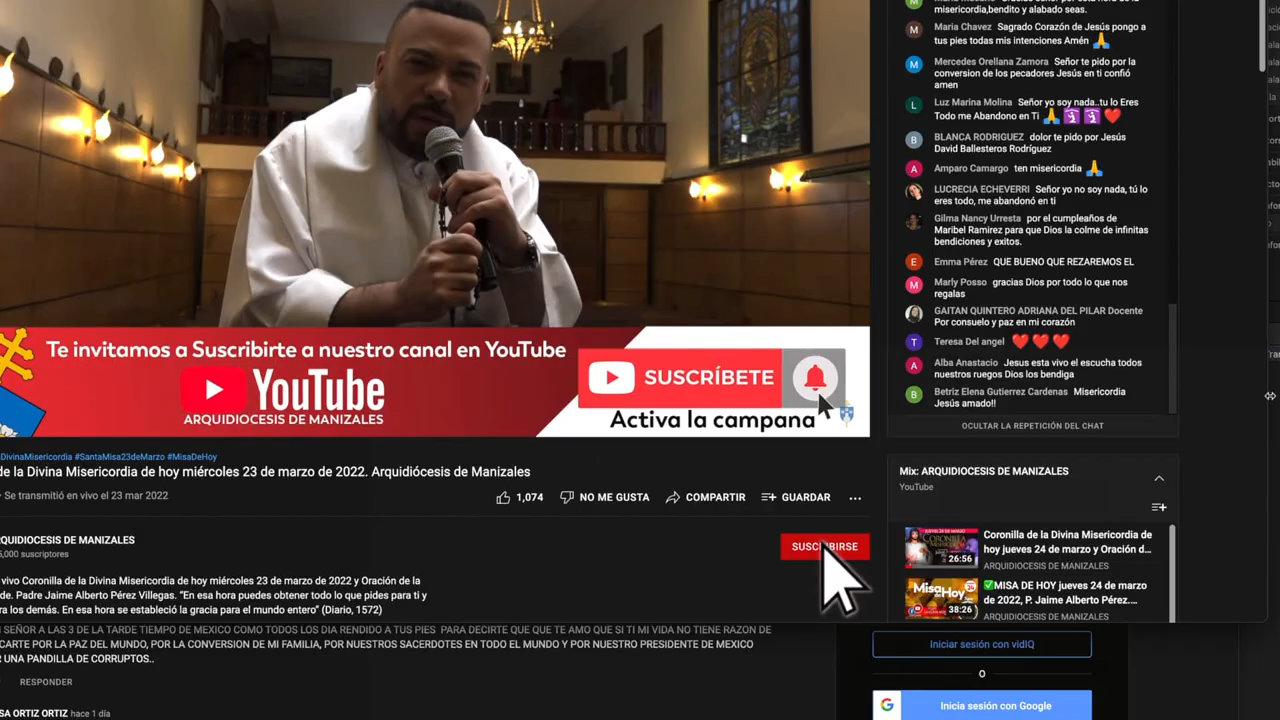 misericordia,bendito y alabado seas.
Maria Chavez Sagrado Corazón de Jesús pongo a
tus pies todas mis intenciones Amén 🙏
Mercedes Orellana Zamora Señor te pido por la
conversion de los pecadores Jesús en ti confió
amen
Luz Marina Molina Señor yo soy nada..tu lo Eres
Todo me Abandono en Ti 🙏🛐🛐❤️
BLANCA RODRIGUEZ dolor te pido por Jesús
David Ballesteros Rodríguez
Amparo Camargo ten misericordia 🙏
LUCRECIA ECHEVERRI Señor yo no soy nada, tú lo
eres todo, me abandonó en ti
Gilma Nancy Urresta por el cumpleaños de
Maribel Ramirez para que Dios la colme de infinitas
bendiciones y exitos.
Emma Pérez QUE BUENO QUE REZAREMOS EL
Marly Posso gracias Dios por todo lo que nos
regalas
GAITAN QUINTERO ADRIANA DEL PILAR Docente
Por consuelo y paz en mi corazón
Teresa Del angel ❤️❤️❤️
Alba Anastacio Jesus esta vivo el escucha todos
nuestros ruegos Dios los bendiga
Betriz Elena Gutierrez Cardenas Misericordia
Jesús amado!!
OCULTAR LA REPETICIÓN DEL CHAT
Te invitamos a Suscribirte a nuestro canal en YouTube
YouTube
ARQUIDIOCESIS DE MANIZALES
SUSCRÍBETE
Activa la campana
DivinaMisericordia #SantaMisa23deMarzo #MisaDeHoy
de la Divina Misericordia de hoy miércoles 23 de marzo de 2022. Arquidiócesis de Manizales
Se transmitió en vivo el 23 mar 2022
1,074 NO ME GUSTA COMPARTIR GUARDAR ...
RQUIDIOCESIS DE MANIZALES
5,000 suscriptores
SUSCRIBIRSE
vivo Coronilla de la Divina Misericordia de hoy miércoles 23 de marzo de 2022 y Oración de la
de. Padre Jaime Alberto Pérez Villegas. "En esa hora puedes obtener todo lo que pides para ti y
ra los demás. En esa hora se estableció la gracia para el mundo entero" (Diario, 1572)
SEÑOR A LAS 3 DE LA TARDE TIEMPO DE MEXICO COMO TODOS LOS DIA RENDIDO A TUS PIES PARA DECIRTE QUE QUE TE AMO QUE SI TI MI VIDA NO TIENE RAZON DE
CARTE POR LA PAZ DEL MUNDO, POR LA CONVERSION DE MI FAMILIA, POR NUESTROS SACERDOTES EN TODO EL MUNDO Y POR NUESTRO PRESIDENTE DE MEXICO
R UNA PANDILLA DE CORRUPTOS..
RESPONDER
SA ORTIZ ORTIZ hace 1 día
Mix: ARQUIDIOCESIS DE MANIZALES
YouTube
Coronilla de la Divina Misericordia de
hoy jueves 24 de marzo y Oración d...
ARQUIDIOCESIS DE MANIZALES
26:56
✅MISA DE HOY jueves 24 de marzo
de 2022, P. Jaime Alberto Pérez....
ARQUIDIOCESIS DE MANIZALES
MisaHoy
38:26
Iniciar sesión con vidIQ
O
Inicia sesión con Google